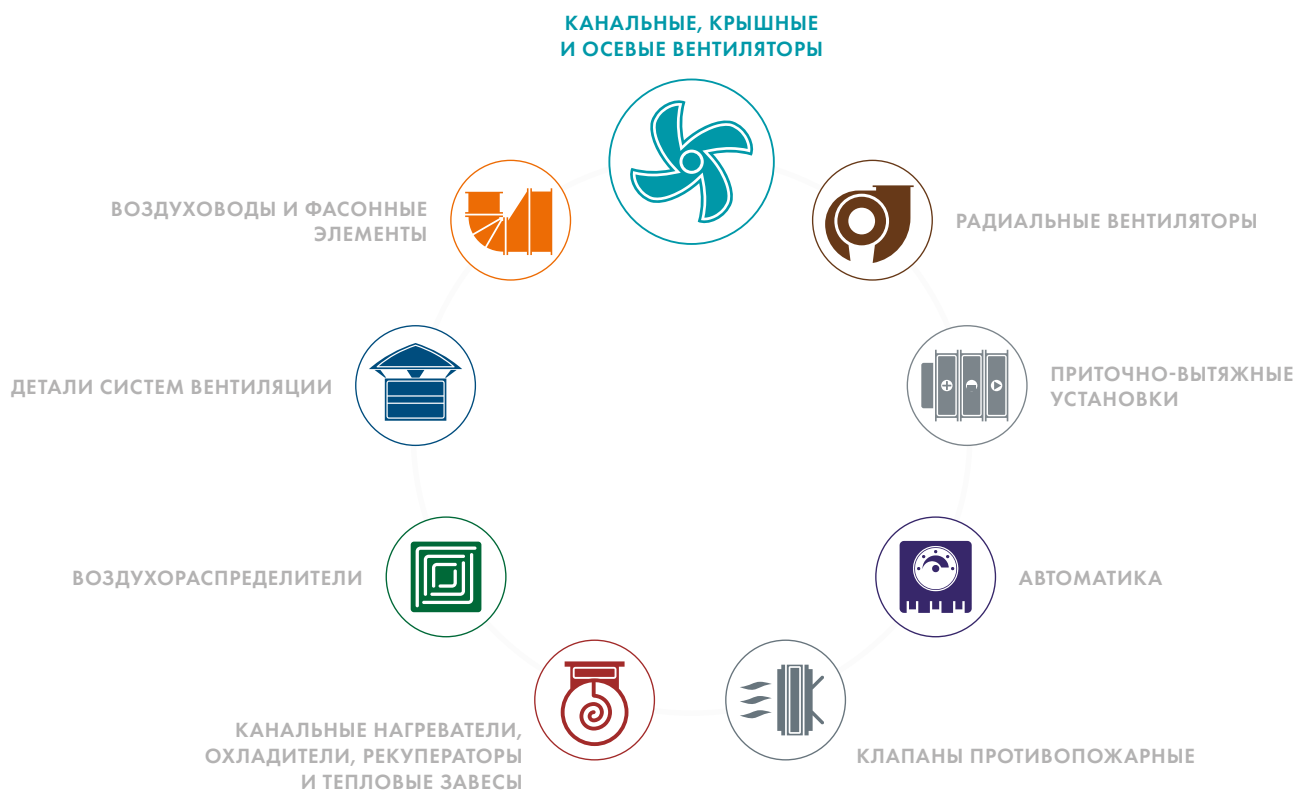 КАНАЛЬНЫЕ, КРЫШНЫЕ
И ОСЕВЫЕ ВЕНТИЛЯТОРЫ
ВОЗДУХОВОДЫ И ФАСОННЫЕ
ЭЛЕМЕНТЫ
РАДИАЛЬНЫЕ ВЕНТИЛЯТОРЫ
ДЕТАЛИ СИСТЕМ ВЕНТИЛЯЦИИ
ПРИТОЧНО-ВЫТЯЖНЫЕ
УСТАНОВКИ
ВОЗДУХОРАСПРЕДЕЛИТЕЛИ
АВТОМАТИКА
КАНАЛЬНЫЕ НАГРЕВАТЕЛИ,
ОХЛАДИТЕЛИ, РЕКУПЕРАТОРЫ
И ТЕПЛОВЫЕ ЗАВЕСЫ
КЛАПАНЫ ПРОТИВОПОЖАРНЫЕ